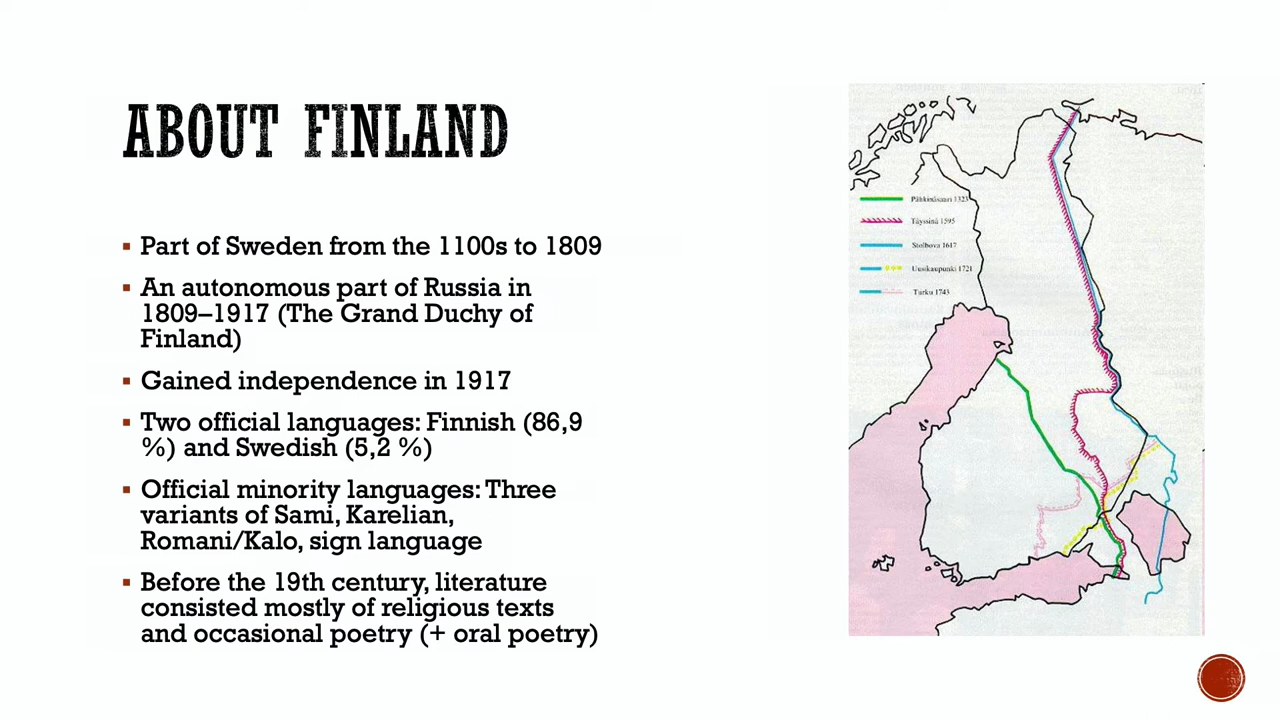 ABOUT FINLAND
▪ Part of Sweden from the 1100s to 1809
▪ An autonomous part of Russia in
1809–1917 (The Grand Duchy of
Finland)
▪ Gained independence in 1917
▪ Two official languages: Finnish (86,9
%) and Swedish (5,2 %)
▪ Official minority languages: Three
variants of Sami, Karelian,
Romani/Kalo, sign language
▪ Before the 19th century, literature
consisted mostly of religious texts
and occasional poetry (+ oral poetry)
Pähkinäsaari 1323
Täyssinä 1595
Stolbova 1617
Uusikaupunki 1721
Turku 1743